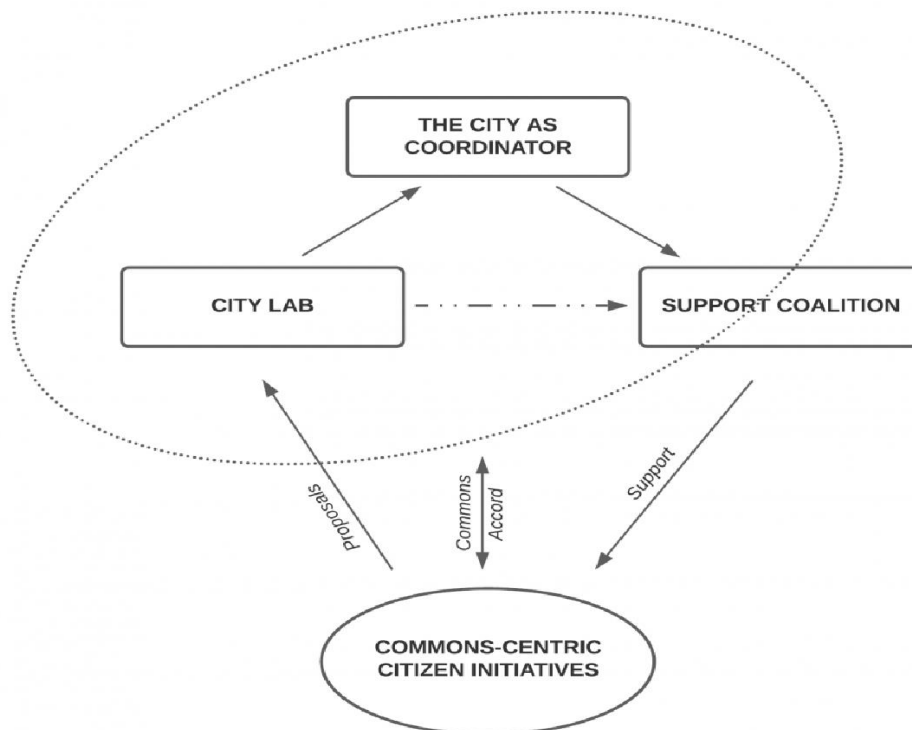 THE CITY AS
COORDINATOR
CITY LAB
SUPPORT COALITION
Proposals
Commons
Accord
Support
COMMONS-CENTRIC
CITIZEN INITIATIVES